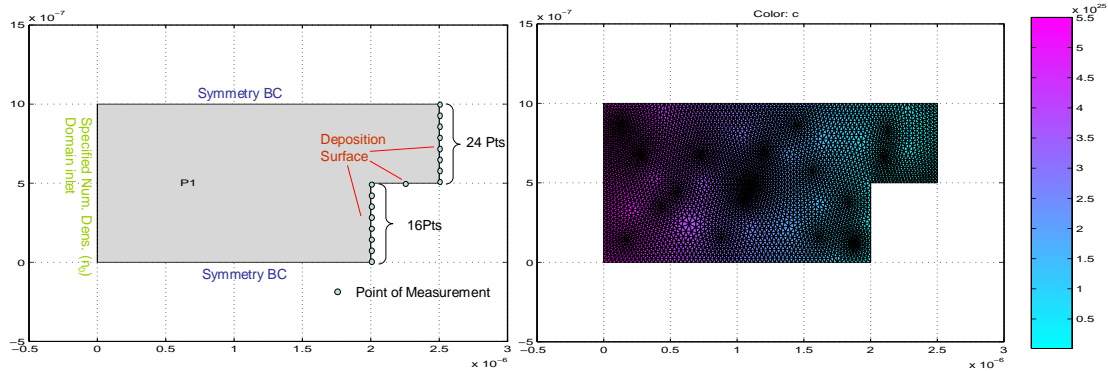 x 10⁻⁷
15
10
5
0
−5
−0.5
0
0.5
1
1.5
2
2.5
3
x 10⁻⁶
Symmetry BC
Specified Num. Dens. (n₀)
Domain inlet
P1
Deposition
Surface
24 Pts
16Pts
Symmetry BC
Point of Measurement
x 10⁻⁷
Color: c
15
10
5
0
−5
−0.5
0
0.5
1
1.5
2
2.5
3
x 10⁻⁶
x 10²⁵
5.5
5
4.5
4
3.5
3
2.5
2
1.5
1
0.5